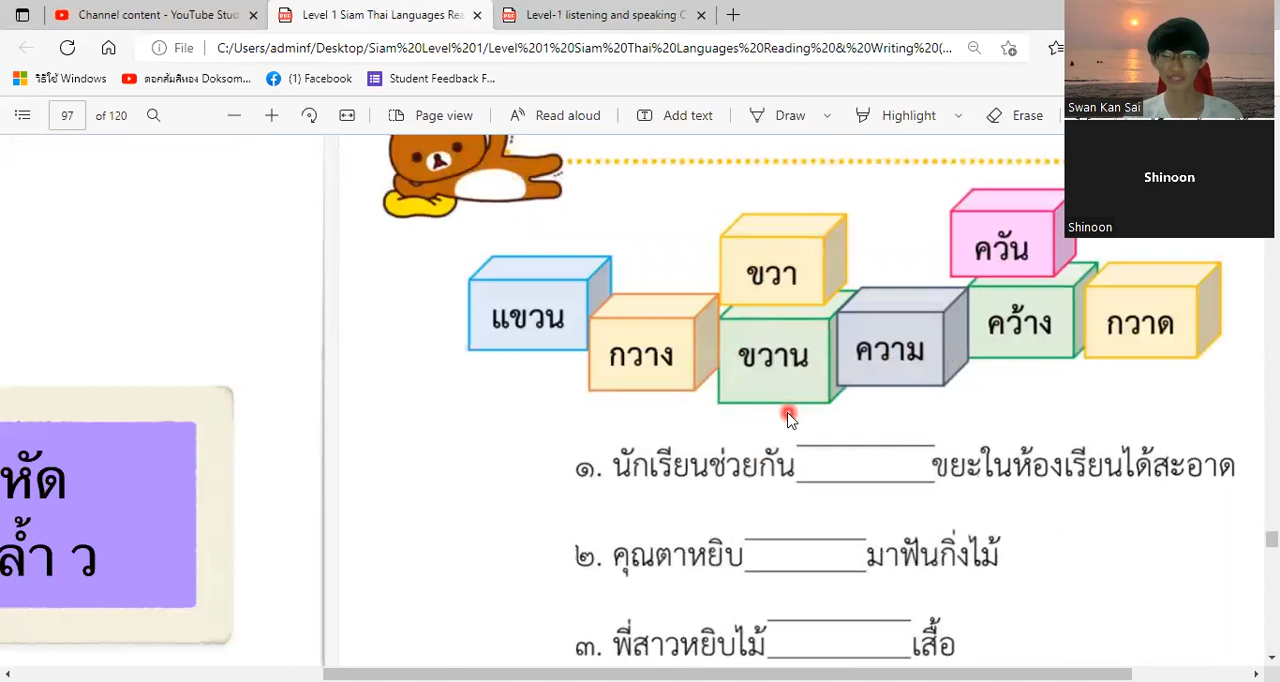 Channel content - YouTube Stud
Level 1 Siam Thai Languages Rea
Level-1 listening and speaking C
File
C:/Users/adminf/Desktop/Siam%20Level%201/Level%201%20Siam%20Thai%20Languages%20Reading%20&%20Writing%20(...
วิธีใช้ Windows
ดอกส้มสีทอง Doksom...
(1) Facebook
Student Feedback F...
97 of 120
Page view
Read aloud
Add text
Draw
Highlight
Erase
Swan Kan Sai
Shinoon
Shinoon
ควัน
ขวา
แขวน
กวาง
ขวาน
ความ
คว้าง
กวาด
๑. นักเรียนช่วยกัน ขยะในห้องเรียนได้สะอาด
๒. คุณตาหยิบ มาฟันกิ่งไม้
๓. พี่สาวหยิบไม้ เสื้อ
หัด
ล้ำ ว